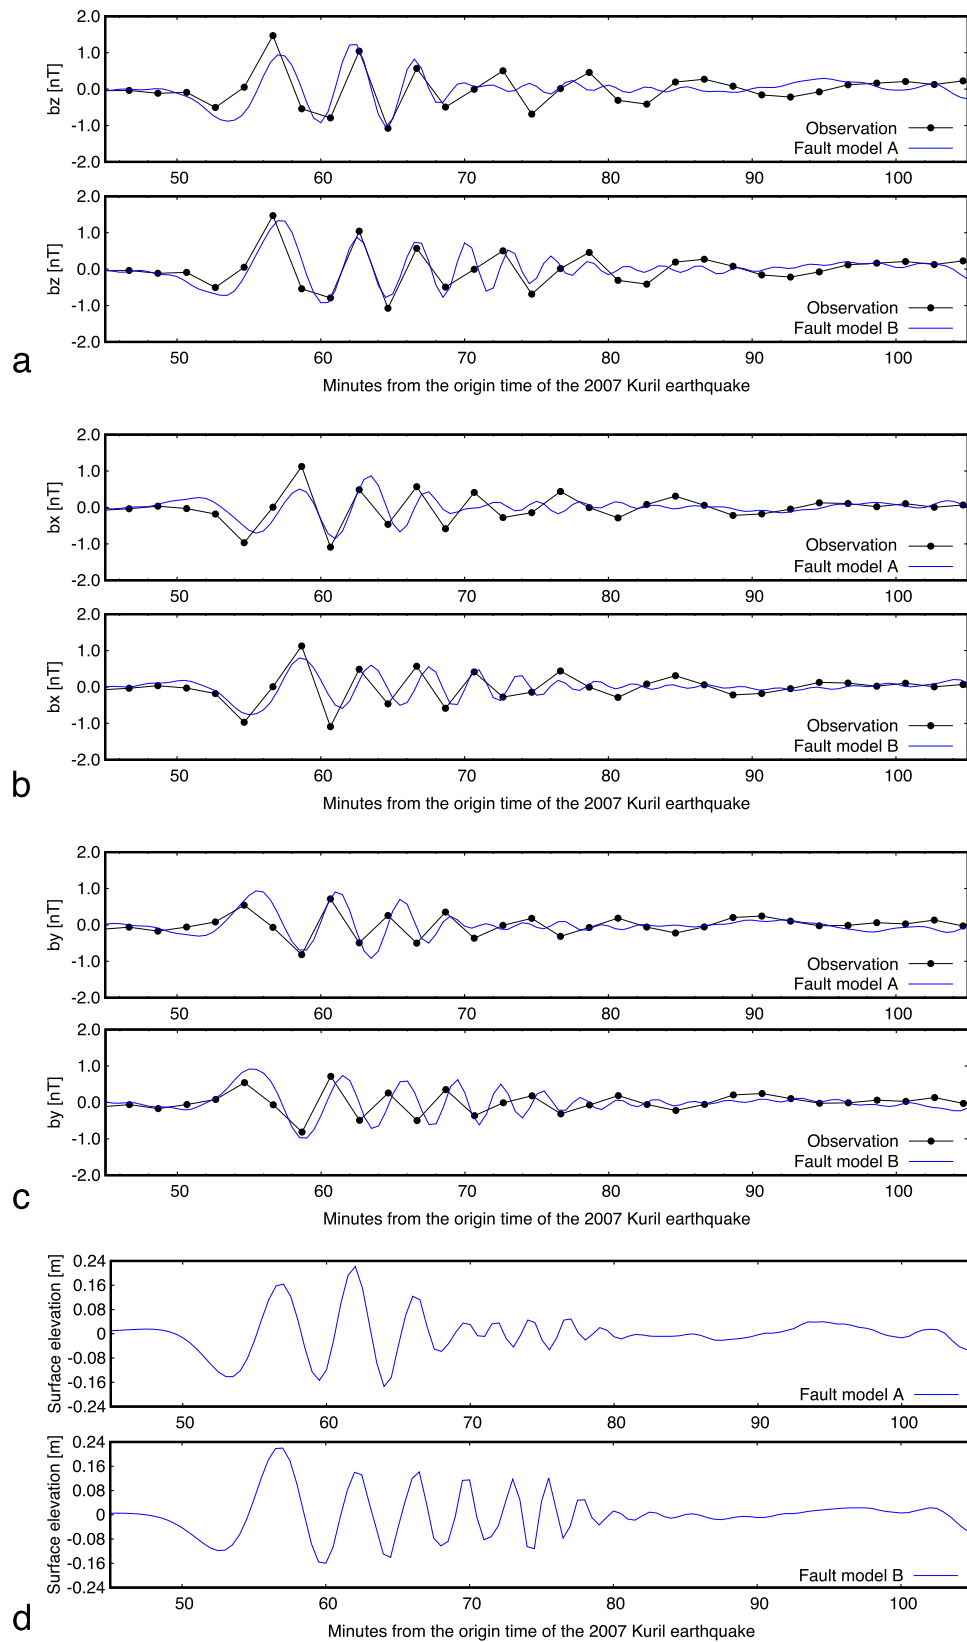 2.0
1.0
0.0
-1.0
-2.0
bz [nT]
Observation
Fault model A
50 60 70 80 90 100
2.0
1.0
0.0
-1.0
-2.0
bz [nT]
Observation
Fault model B
50 60 70 80 90 100
a
Minutes from the origin time of the 2007 Kuril earthquake
2.0
1.0
0.0
-1.0
-2.0
bx [nT]
Observation
Fault model A
50 60 70 80 90 100
2.0
1.0
0.0
-1.0
-2.0
bx [nT]
Observation
Fault model B
50 60 70 80 90 100
b
Minutes from the origin time of the 2007 Kuril earthquake
2.0
1.0
0.0
-1.0
-2.0
by [nT]
Observation
Fault model A
50 60 70 80 90 100
2.0
1.0
0.0
-1.0
-2.0
by [nT]
Observation
Fault model B
50 60 70 80 90 100
c
Minutes from the origin time of the 2007 Kuril earthquake
0.24
0.16
0.08
0
-0.08
-0.16
-0.24
Surface elevation [m]
Fault model A
50 60 70 80 90 100
0.24
0.16
0.08
0
-0.08
-0.16
-0.24
Surface elevation [m]
Fault model B
50 60 70 80 90 100
d
Minutes from the origin time of the 2007 Kuril earthquake